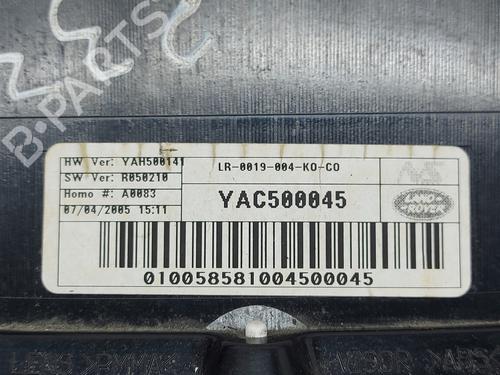 B-PARTS
HW Ver: YAH500141
SW Ver: R050210
Homo #: A0083
07/04/2005 15:11
LR-0019-004-KO-CO
YAC500045
LAND-
-ROVER
010058581004500045